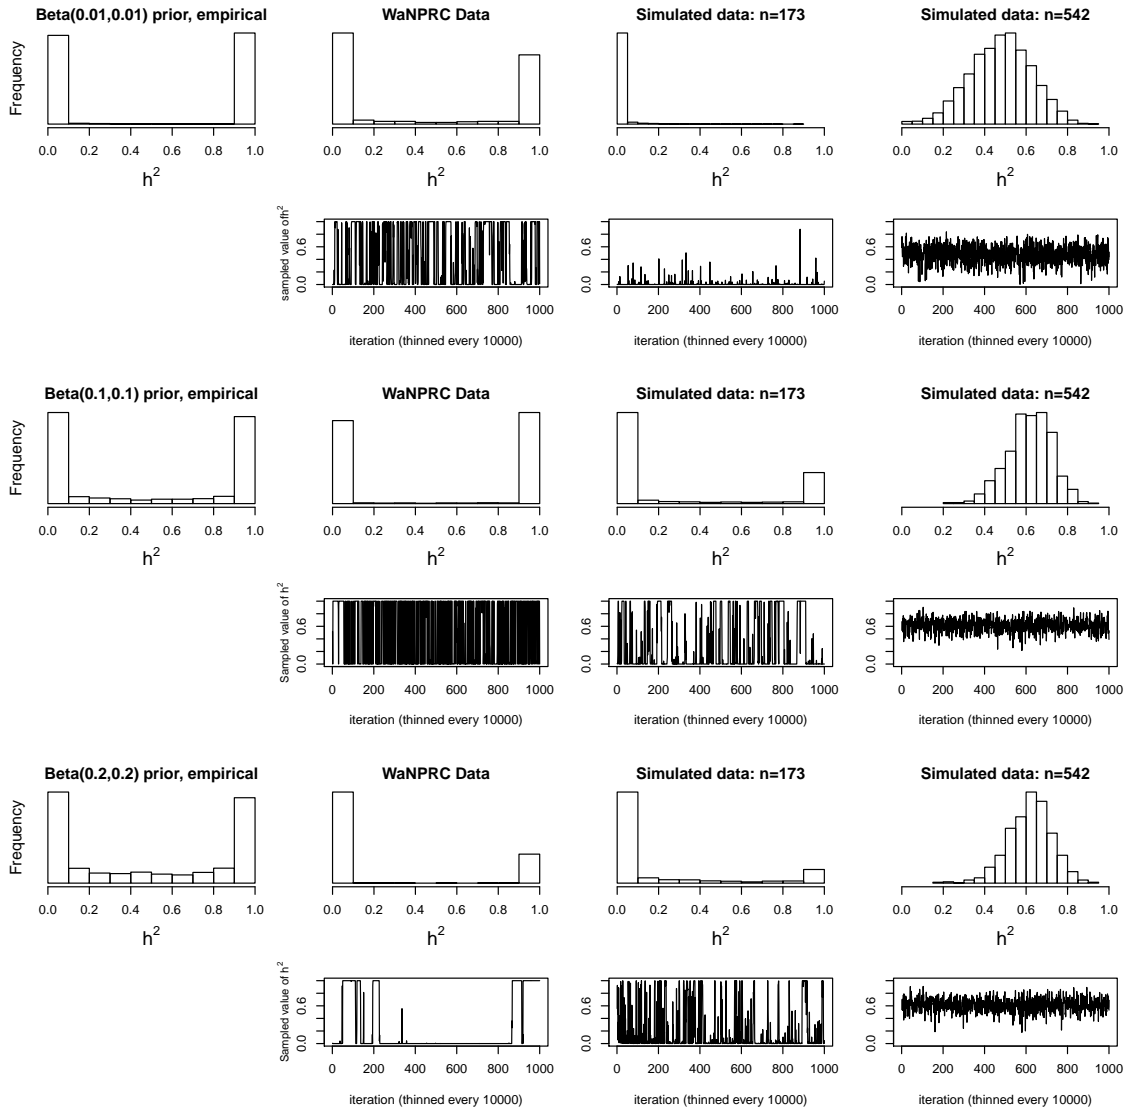 Beta(0.01,0.01) prior, empirical WaNPRC Data Simulated data: n=173 Simulated data: n=542
Frequency
0.0 0.2 0.4 0.6 0.8 1.0 0.0 0.2 0.4 0.6 0.8 1.0 0.0 0.2 0.4 0.6 0.8 1.0 0.0 0.2 0.4 0.6 0.8 1.0
h² h² h² h²
sampled value ofh²
0.0 0.6 0.0 0.6 0.0 0.6
0 200 400 600 800 1000 0 200 400 600 800 1000 0 200 400 600 800 1000
iteration (thinned every 10000) iteration (thinned every 10000) iteration (thinned every 10000)
Beta(0.1,0.1) prior, empirical WaNPRC Data Simulated data: n=173 Simulated data: n=542
Frequency
0.0 0.2 0.4 0.6 0.8 1.0 0.0 0.2 0.4 0.6 0.8 1.0 0.0 0.2 0.4 0.6 0.8 1.0 0.0 0.2 0.4 0.6 0.8 1.0
h² h² h² h²
Sampled value of h²
0.0 0.6 0.0 0.6 0.0 0.6
0 200 400 600 800 1000 0 200 400 600 800 1000 0 200 400 600 800 1000
iteration (thinned every 10000) iteration (thinned every 10000) iteration (thinned every 10000)
Beta(0.2,0.2) prior, empirical WaNPRC Data Simulated data: n=173 Simulated data: n=542
Frequency
0.0 0.2 0.4 0.6 0.8 1.0 0.0 0.2 0.4 0.6 0.8 1.0 0.0 0.2 0.4 0.6 0.8 1.0 0.0 0.2 0.4 0.6 0.8 1.0
h² h² h² h²
Sampled value of h²
0.0 0.6 0.0 0.6 0.0 0.6
0 200 400 600 800 1000 0 200 400 600 800 1000 0 200 400 600 800 1000
iteration (thinned every 10000) iteration (thinned every 10000) iteration (thinned every 10000)